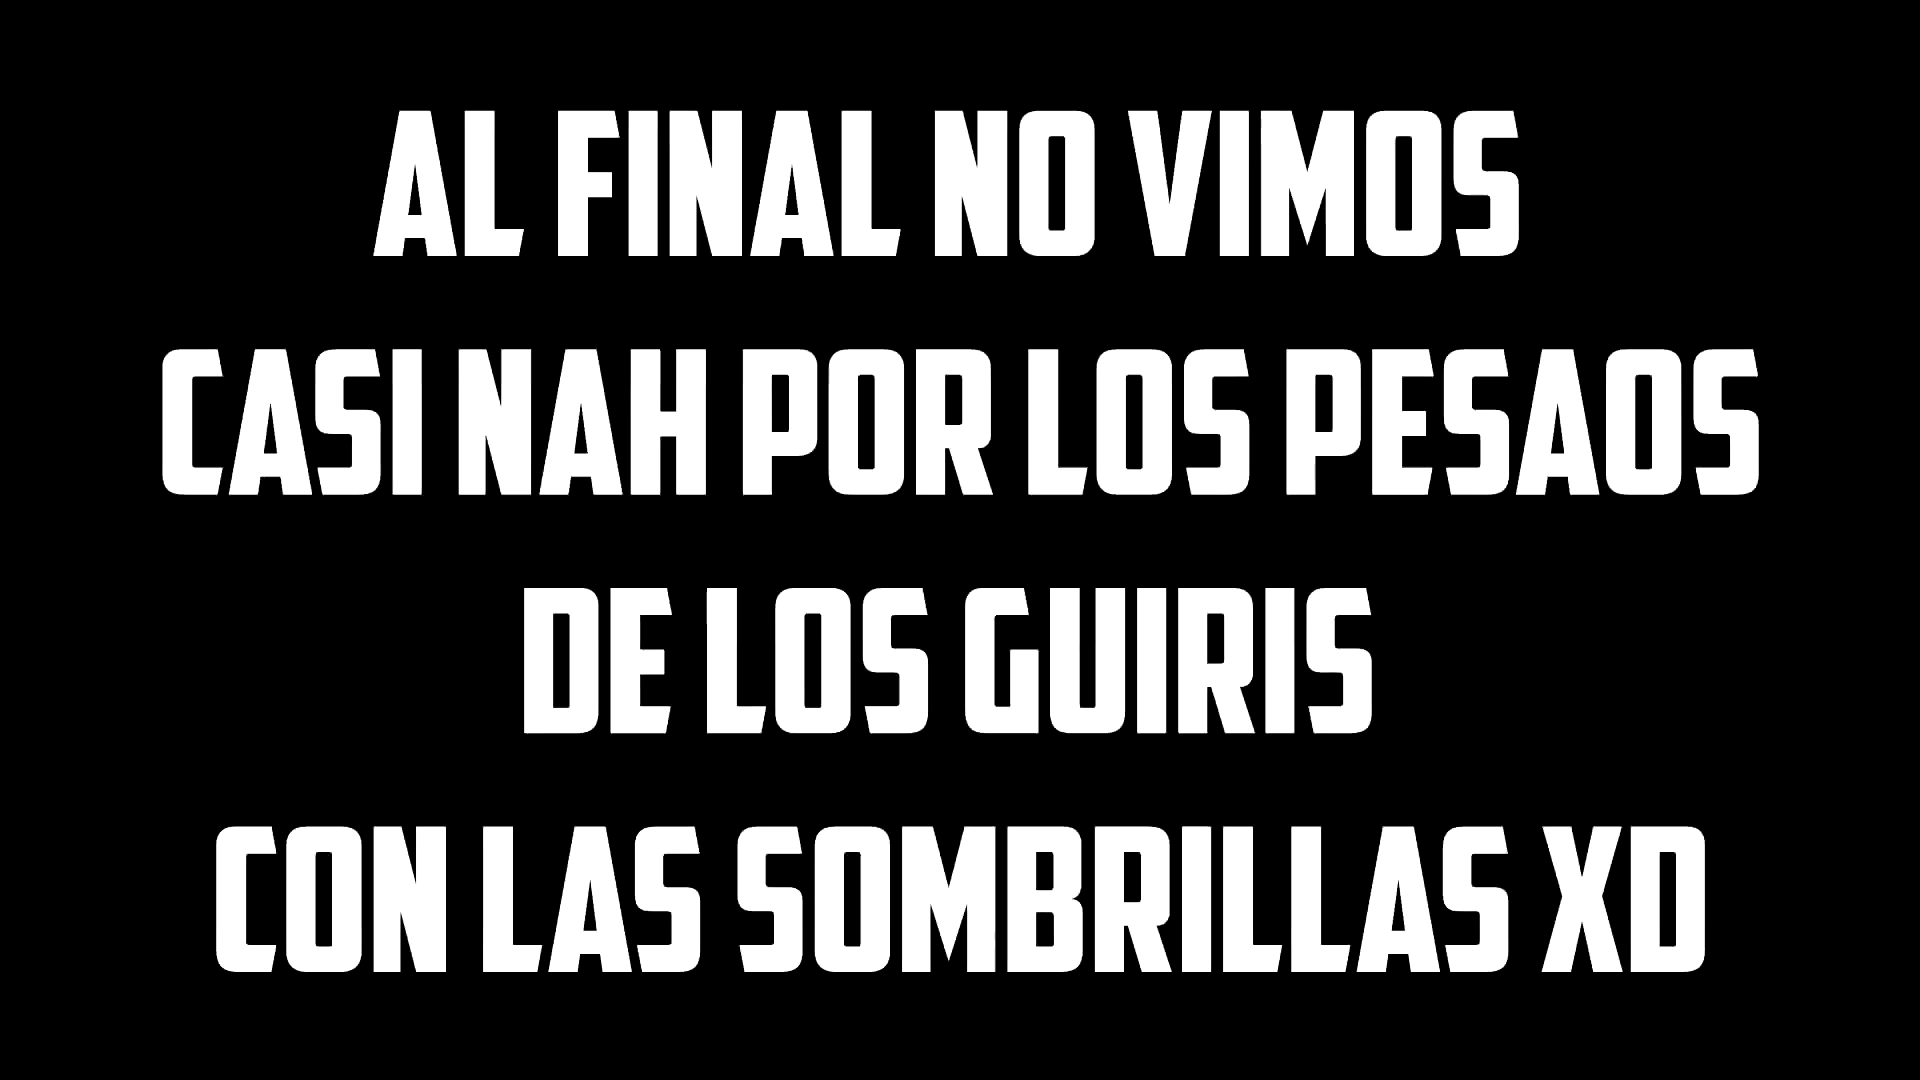 AL FINAL NO VIMOS
CASI NAH POR LOS PESAOS
DE LOS GUIRIS
CON LAS SOMBRILLAS XD